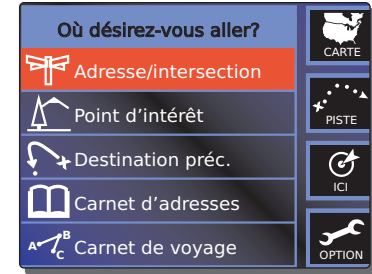 Où désirez-vous aller?
Adresse/intersection
Point d'intérêt
Destination préc.
Carnet d'adresses
A B C Carnet de voyage
CARTE
PISTE
ICI
OPTION